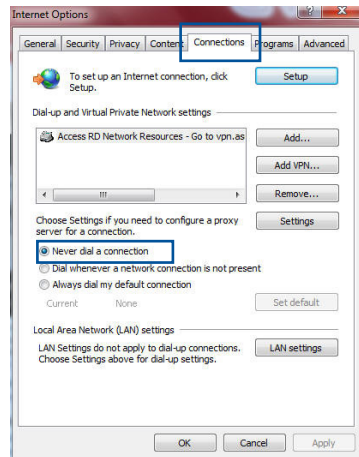 Internet Options
General Security Privacy Content Connections Programs Advanced
To set up an Internet connection, click Setup.
Setup
Dial-up and Virtual Private Network settings
Access RD Network Resources - Go to vpn.as
Add...
Add VPN...
Remove...
Choose Settings if you need to configure a proxy
server for a connection.
Settings
Never dial a connection
Dial whenever a network connection is not present
Always dial my default connection
Current None
Set default
Local Area Network (LAN) settings
LAN Settings do not apply to dial-up connections.
Choose Settings above for dial-up settings.
LAN settings
OK Cancel Apply